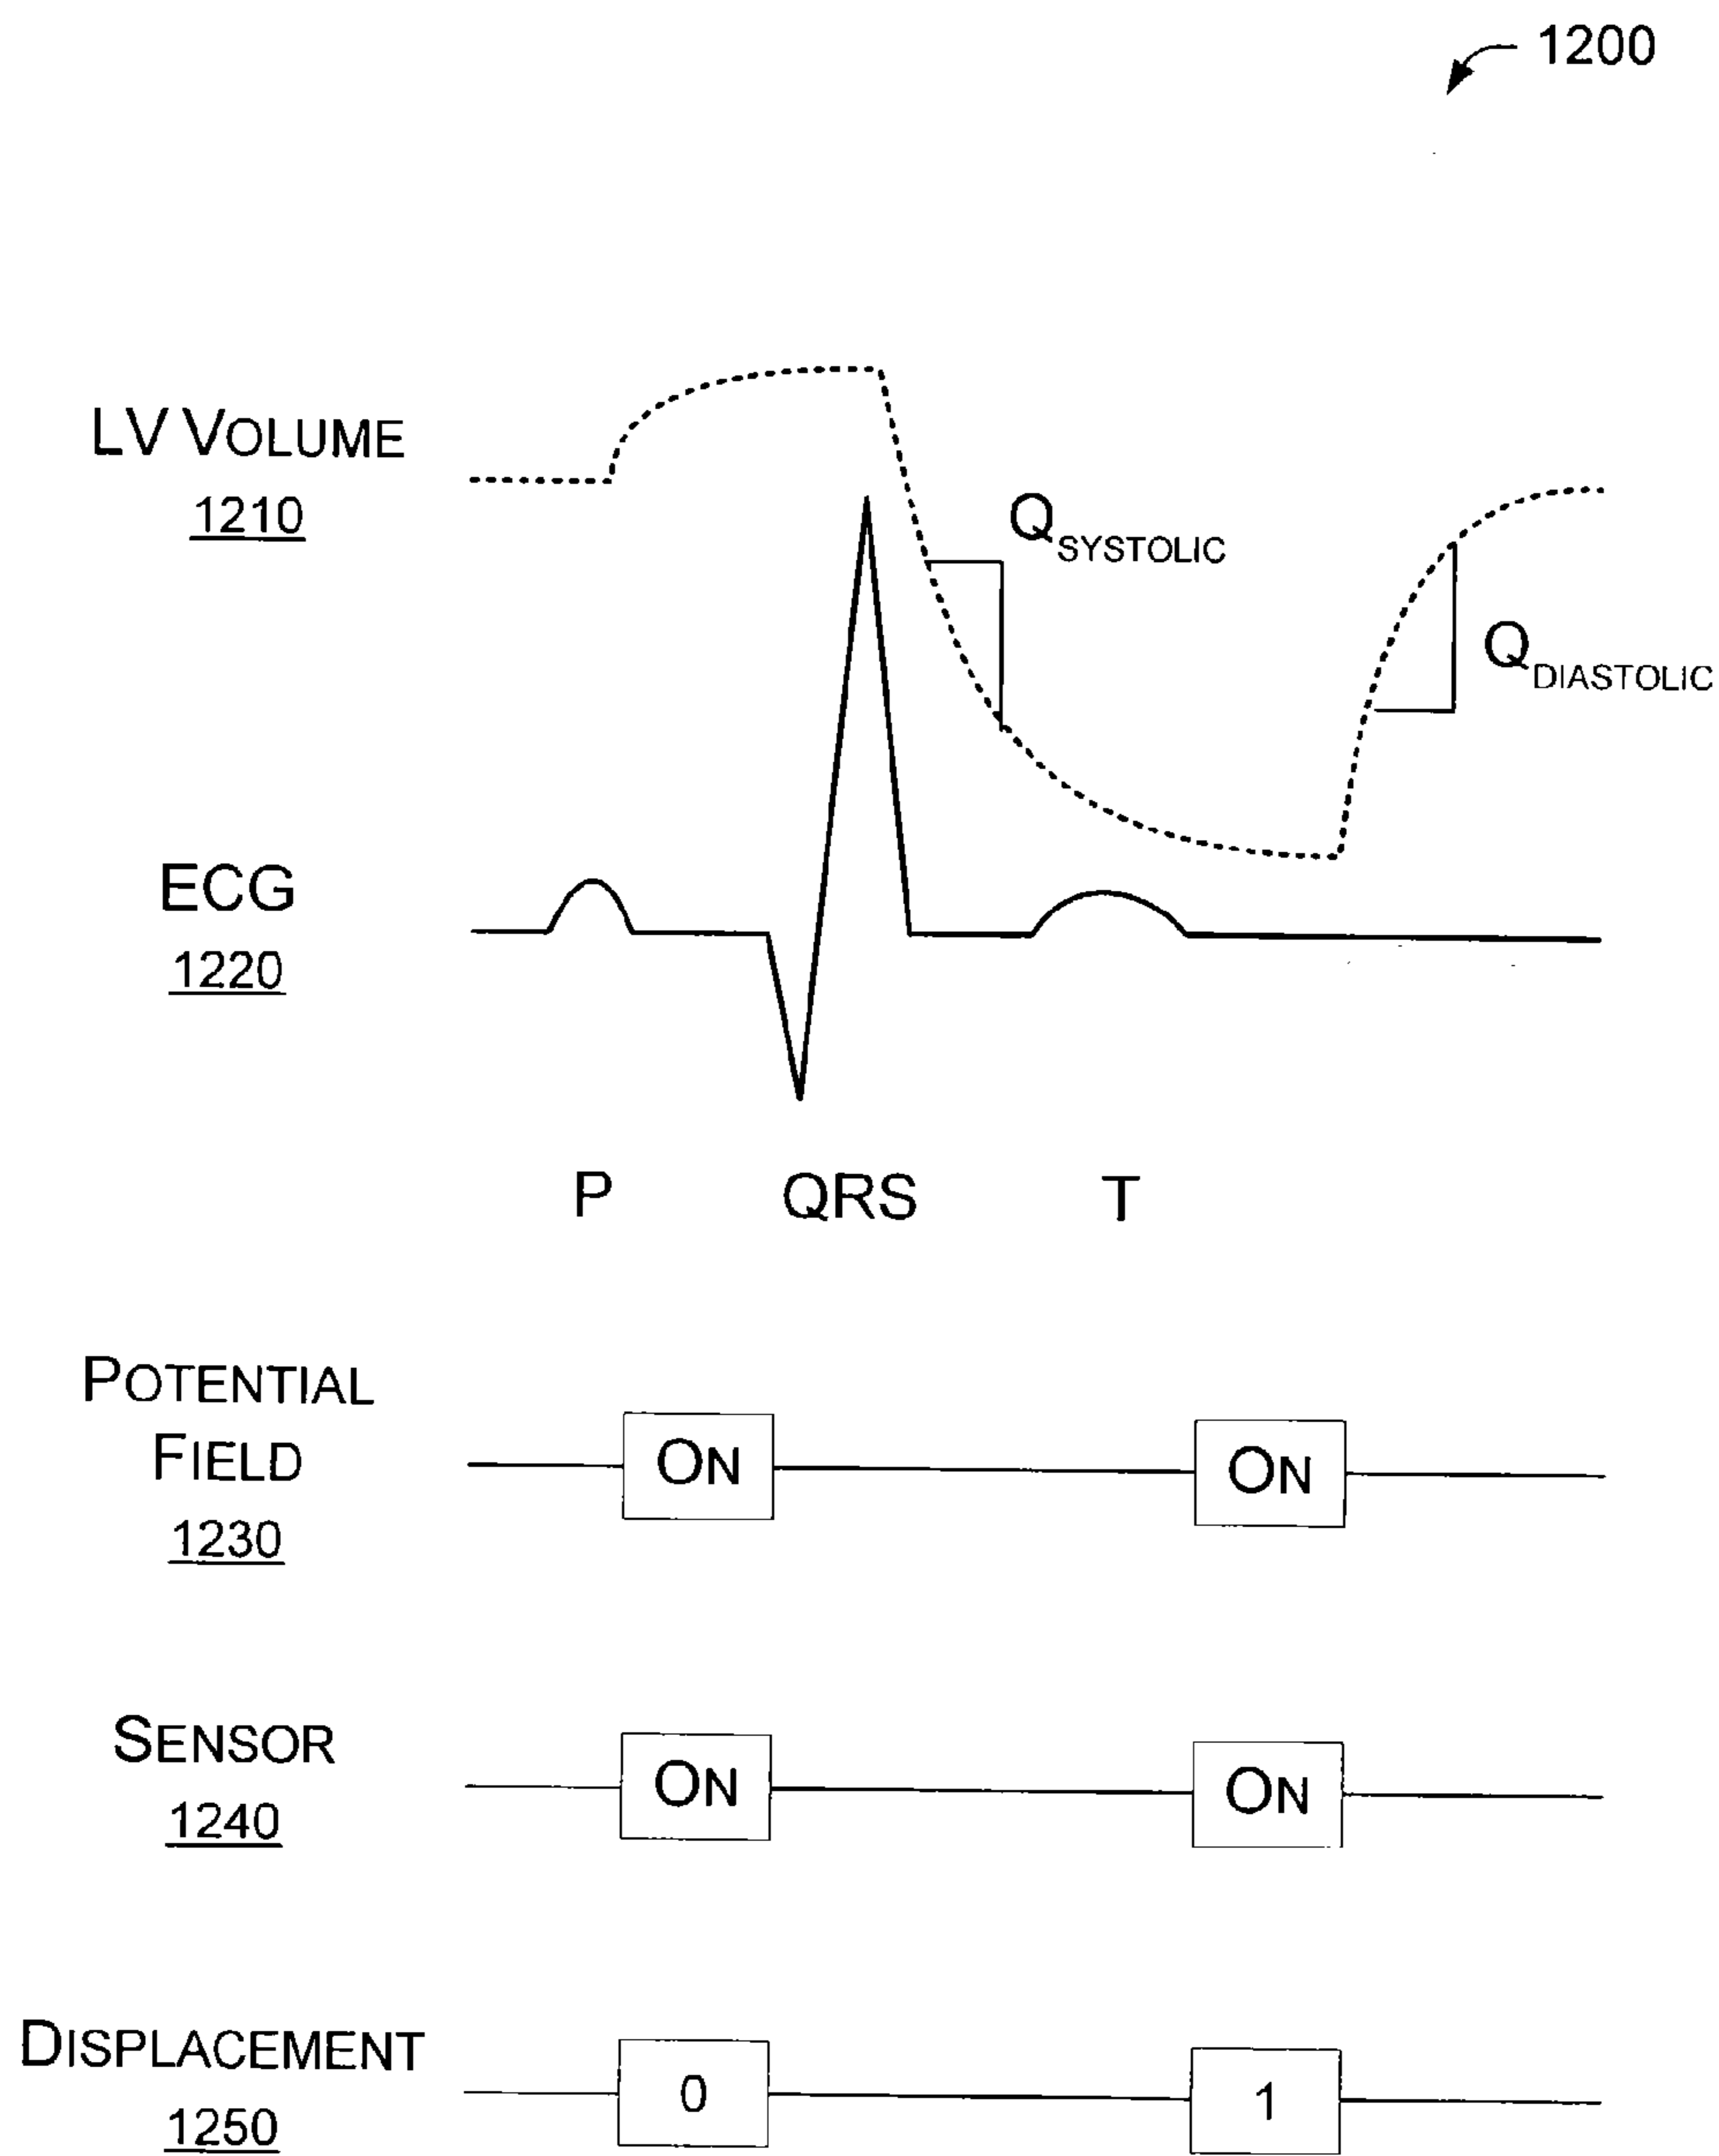 1200
LV VOLUME
1210
QSYSTOLIC
QDIASTOLIC
ECG
1220
P QRS T
POTENTIAL
FIELD
1230
ON ON
SENSOR
1240
ON ON
DISPLACEMENT
1250
0 1